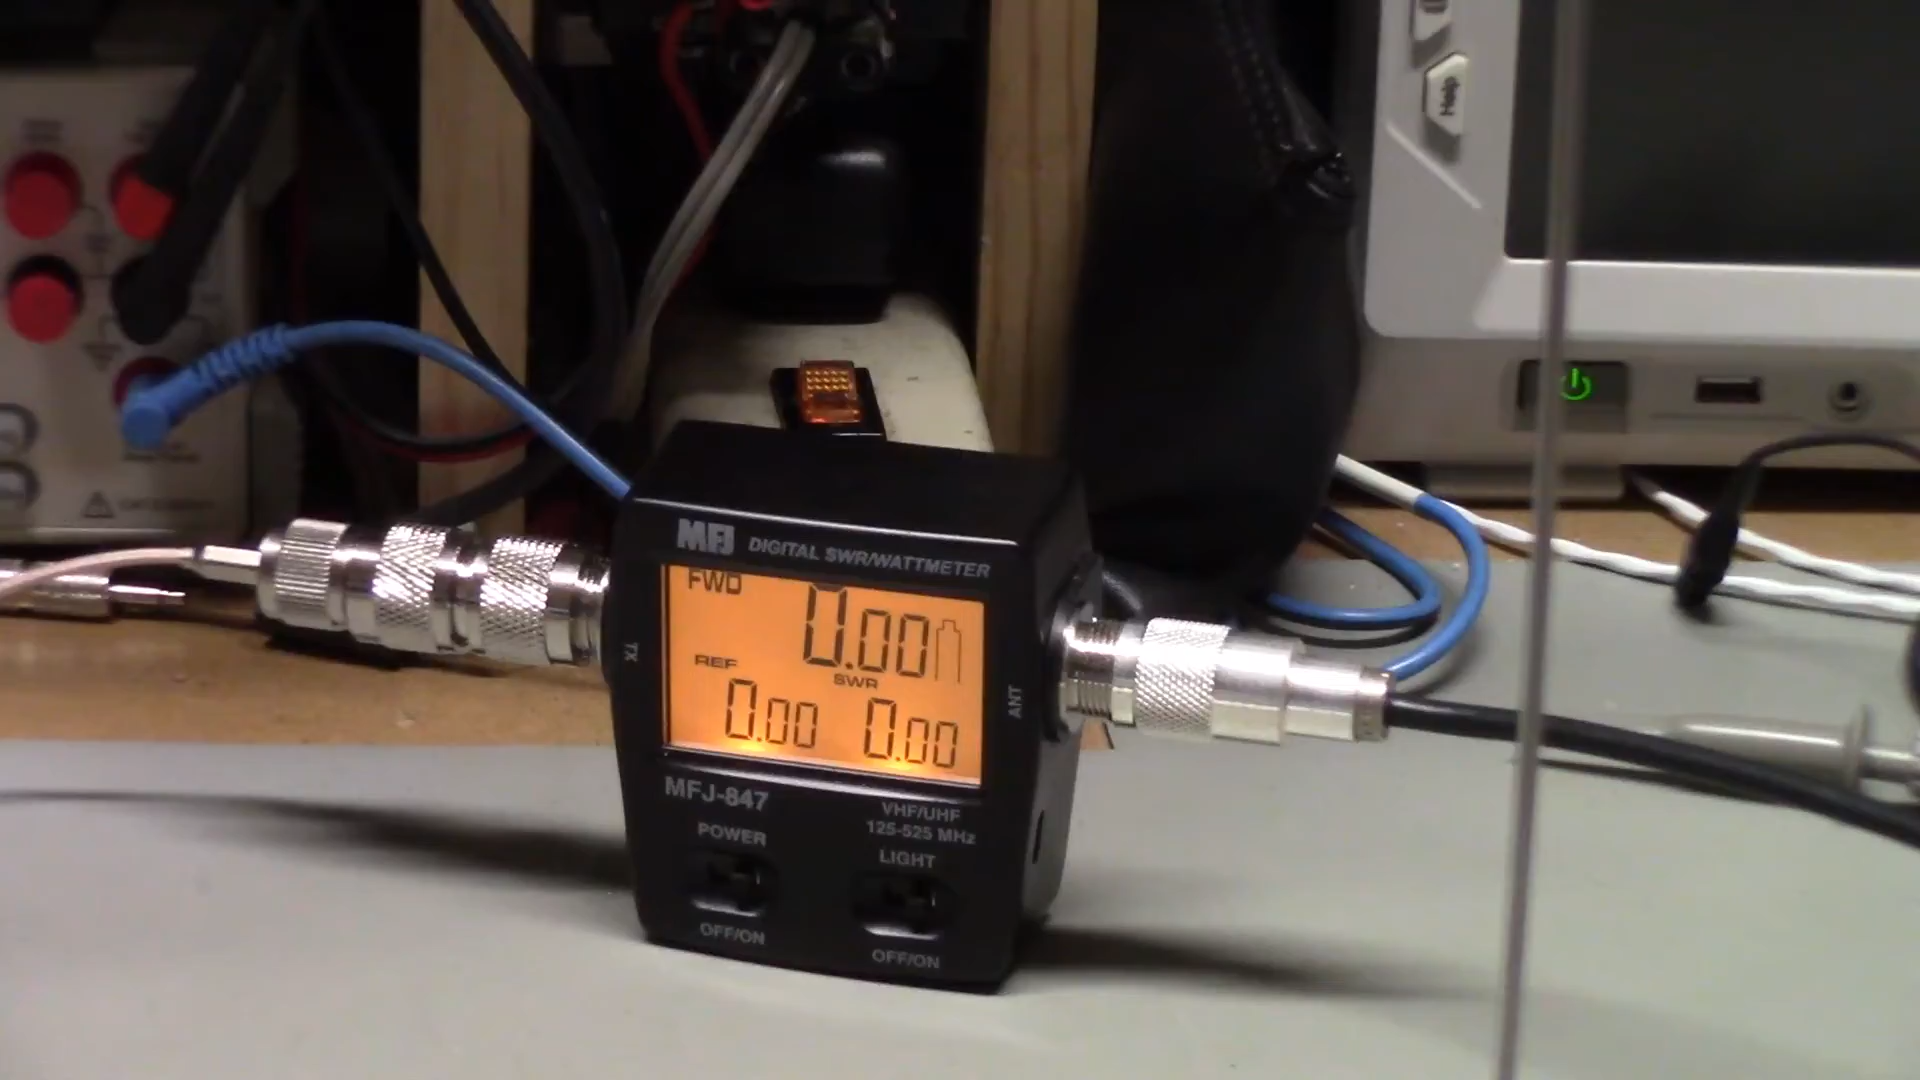 Help
MFJ DIGITAL SWR/WATTMETER
FWD
0.00
REF
SWR
0.00 0.00
TX
ANT
MFJ-847
VHF/UHF
125-525 MHz
POWER
LIGHT
OFF/ON
OFF/ON